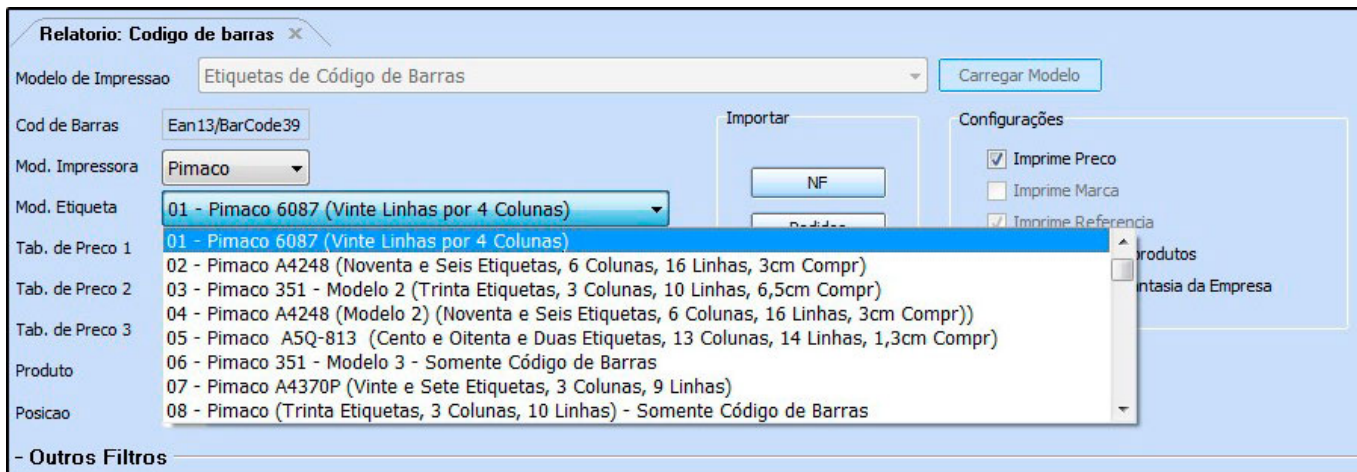 Relatorio: Codigo de barras
Modelo de Impressao Etiquetas de Código de Barras Carregar Modelo
Cod de Barras Ean13/BarCode39 Importar Configurações
Mod. Impressora Pimaco NF Imprime Preco
Imprime Marca
Mod. Etiqueta 01 - Pimaco 6087 (Vinte Linhas por 4 Colunas) Pedidos Imprime Referencia
Tab. de Preco 1 01 - Pimaco 6087 (Vinte Linhas por 4 Colunas)
02 - Pimaco A4248 (Noventa e Seis Etiquetas, 6 Colunas, 16 Linhas, 3cm Compr) rodutos
Tab. de Preco 2 03 - Pimaco 351 - Modelo 2 (Trinta Etiquetas, 3 Colunas, 10 Linhas, 6,5cm Compr) ntasia da Empresa
04 - Pimaco A4248 (Modelo 2) (Noventa e Seis Etiquetas, 6 Colunas, 16 Linhas, 3cm Compr))
Tab. de Preco 3 05 - Pimaco A5Q-813 (Cento e Oitenta e Duas Etiquetas, 13 Colunas, 14 Linhas, 1,3cm Compr)
06 - Pimaco 351 - Modelo 3 - Somente Código de Barras
Produto 07 - Pimaco A4370P (Vinte e Sete Etiquetas, 3 Colunas, 9 Linhas)
Posicao 08 - Pimaco (Trinta Etiquetas, 3 Colunas, 10 Linhas) - Somente Código de Barras
- Outros Filtros